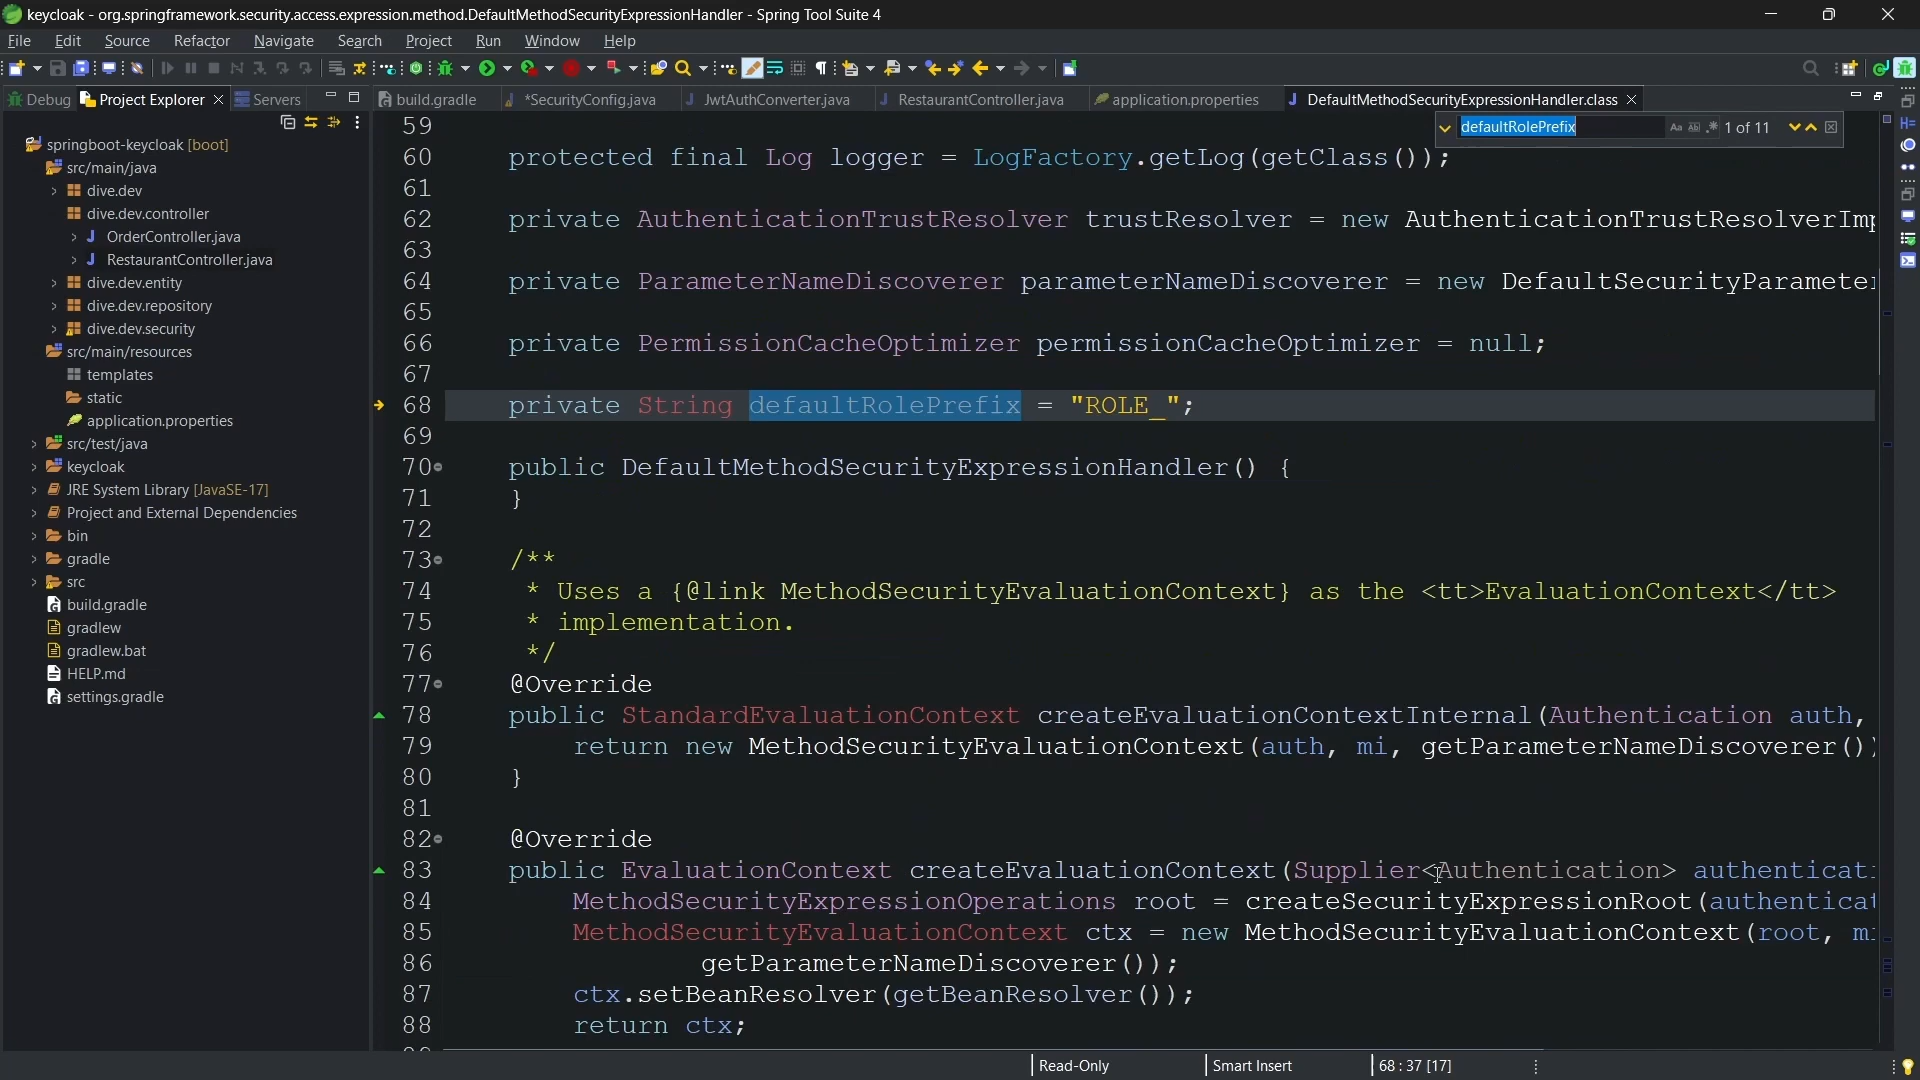 keycloak - org.springframework.security.access.expression.method.DefaultMethodSecurityExpressionHandler - Spring Tool Suite 4
File Edit Source Refactor Navigate Search Project Run Window Help
Debug Project Explorer Servers
build.gradle *SecurityConfig.java JwtAuthConverter.java RestaurantController.java application.properties DefaultMethodSecurityExpressionHandler.class
defaultRolePrefix Aa 1 of 11
springboot-keycloak [boot]
src/main/java
dive.dev
dive.dev.controller
OrderController.java
RestaurantController.java
dive.dev.entity
dive.dev.repository
dive.dev.security
src/main/resources
templates
static
application.properties
src/test/java
keycloak
JRE System Library [JavaSE-17]
Project and External Dependencies
bin
gradle
src
build.gradle
gradlew
gradlew.bat
HELP.md
settings.gradle
59
60 protected final Log logger = LogFactory.getLog(getClass());
61
62 private AuthenticationTrustResolver trustResolver = new AuthenticationTrustResolverImp
63
64 private ParameterNameDiscoverer parameterNameDiscoverer = new DefaultSecurityParameter
65
66 private PermissionCacheOptimizer permissionCacheOptimizer = null;
67
68 private String defaultRolePrefix = "ROLE_";
69
70 public DefaultMethodSecurityExpressionHandler() {
71 }
72
73 /**
74 * Uses a {@link MethodSecurityEvaluationContext} as the <tt>EvaluationContext</tt>
75 * implementation.
76 */
77 @Override
78 public StandardEvaluationContext createEvaluationContextInternal(Authentication auth,
79 return new MethodSecurityEvaluationContext(auth, mi, getParameterNameDiscoverer())
80 }
81
82 @Override
83 public EvaluationContext createEvaluationContext(Supplier<Authentication> authenticati
84 MethodSecurityExpressionOperations root = createSecurityExpressionRoot(authenticat
85 MethodSecurityEvaluationContext ctx = new MethodSecurityEvaluationContext(root, mi
86 getParameterNameDiscoverer());
87 ctx.setBeanResolver(getBeanResolver());
88 return ctx;
Read-Only Smart Insert 68 : 37 [17]